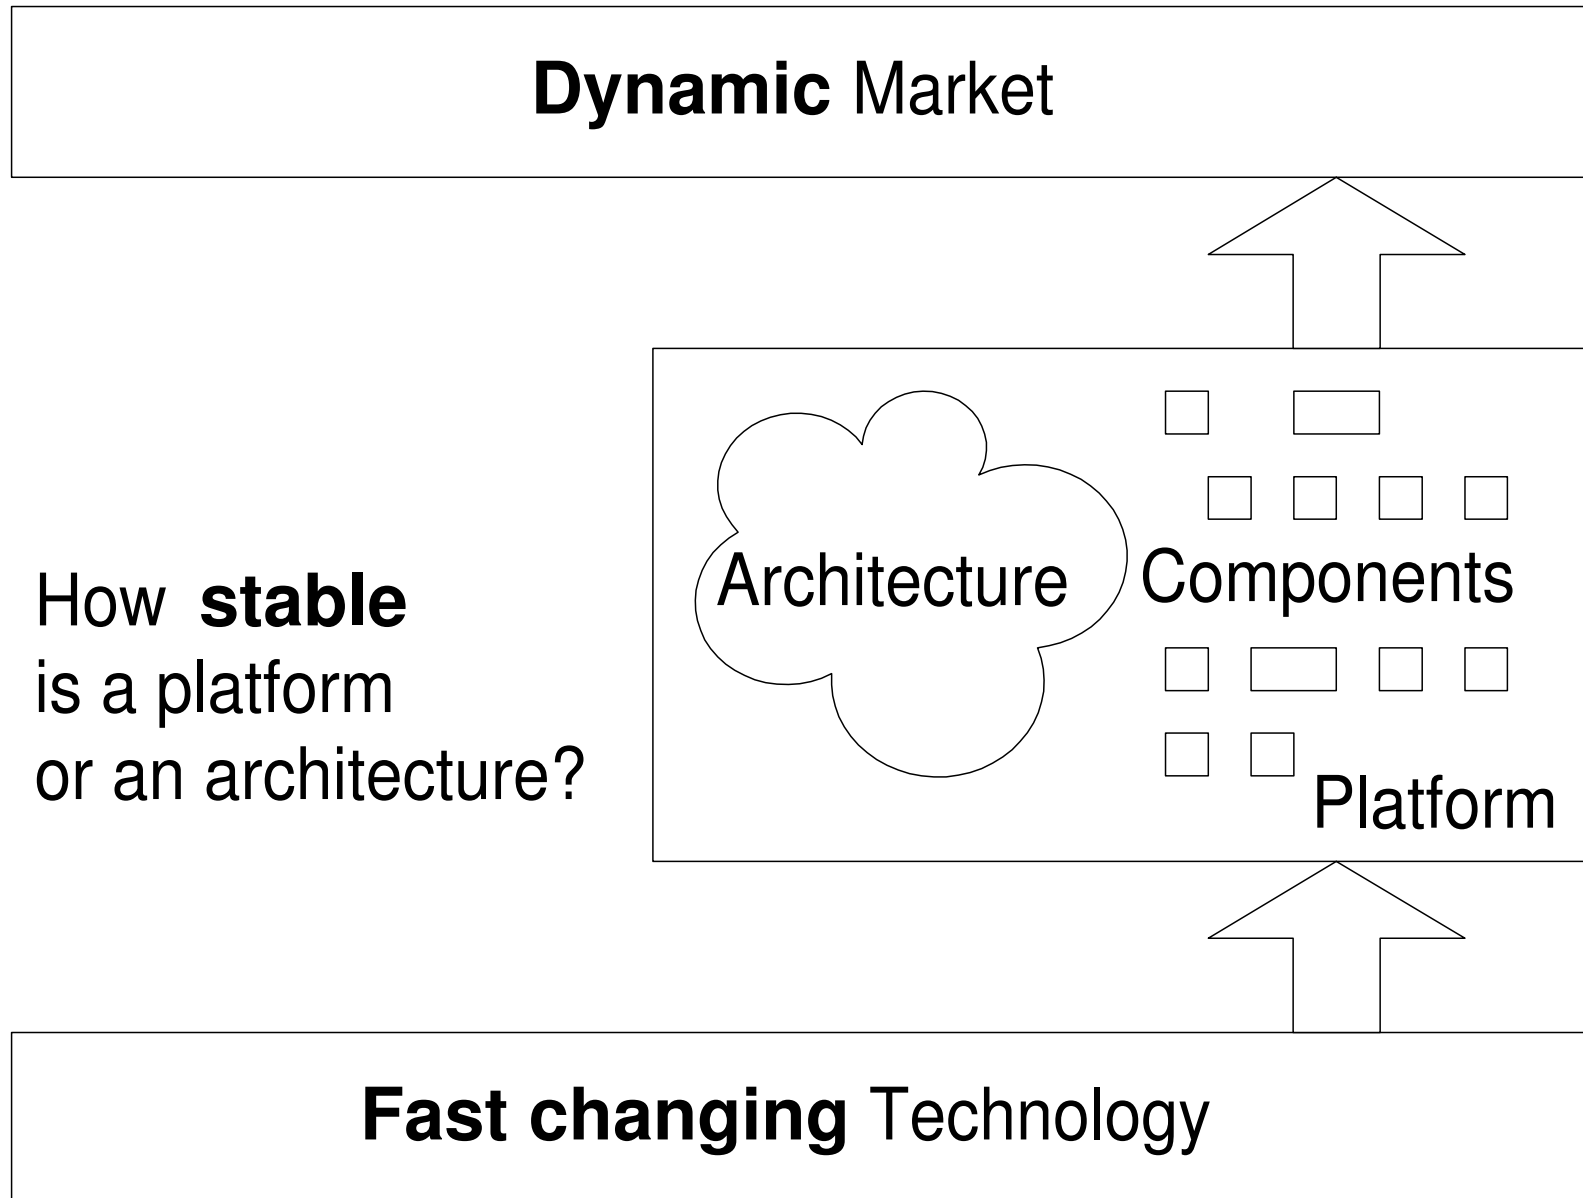 Dynamic Market
Architecture
Components
How stable
is a platform
or an architecture?
Platform
Fast changing Technology